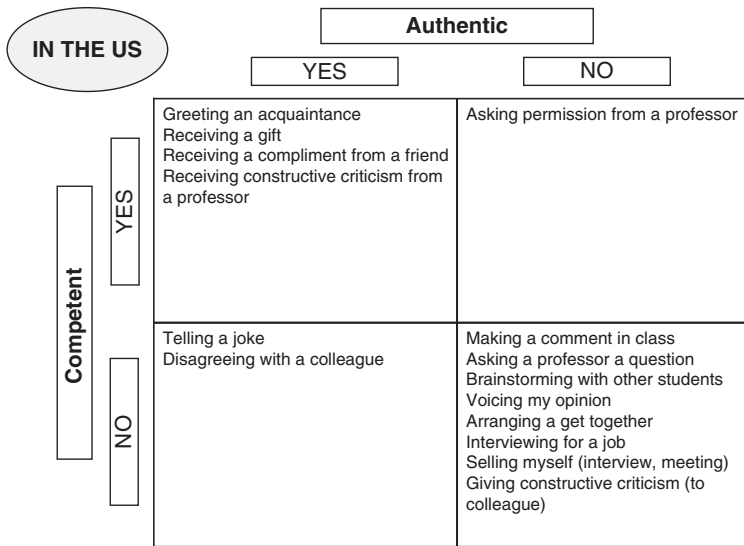 IN THE US
Authentic
YES
NO
Competent
YES
Greeting an acquaintance
Receiving a gift
Receiving a compliment from a friend
Receiving constructive criticism from
a professor
Asking permission from a professor
NO
Telling a joke
Disagreeing with a colleague
Making a comment in class
Asking a professor a question
Brainstorming with other students
Voicing my opinion
Arranging a get together
Interviewing for a job
Selling myself (interview, meeting)
Giving constructive criticism (to
colleague)